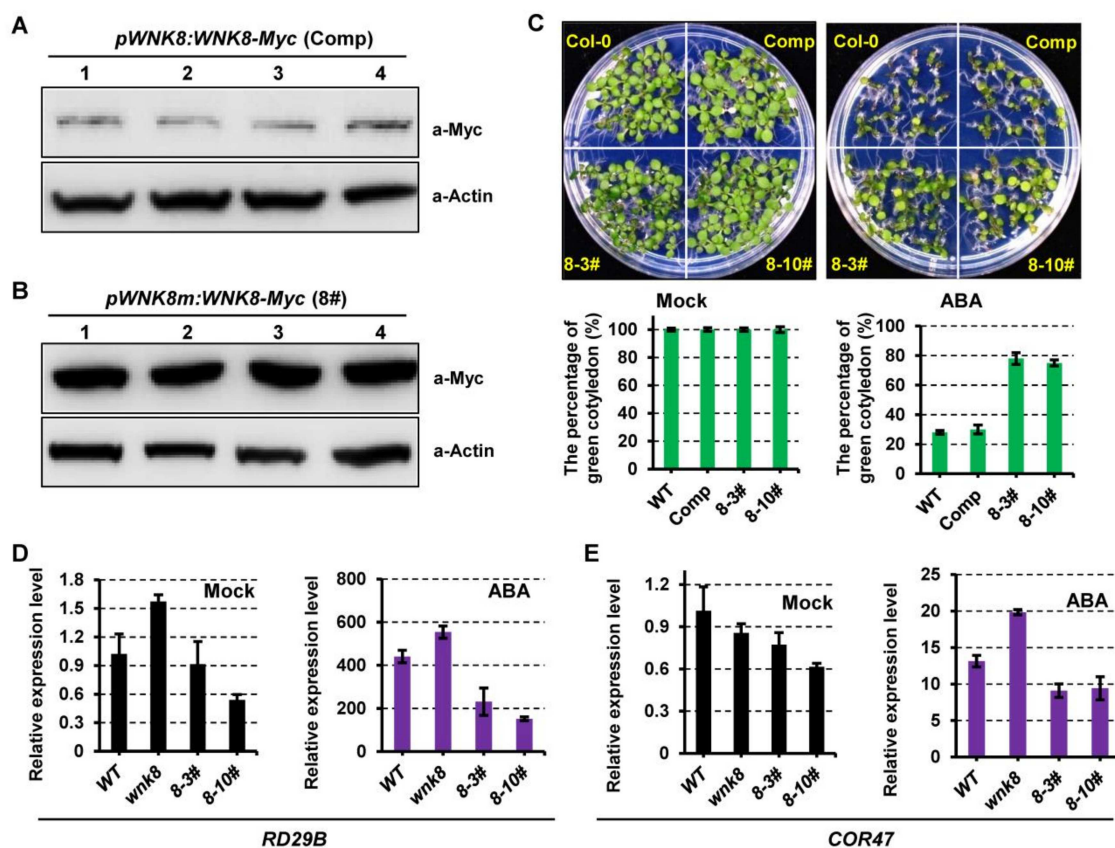 A
pWNK8:WNK8-Myc (Comp)
1 2 3 4
a-Myc
a-Actin
B
pWNK8m:WNK8-Myc (8#)
1 2 3 4
a-Myc
a-Actin
C
Col-0 Comp
8-3# 8-10#
Col-0 Comp
8-3# 8-10#
Mock
The percentage of
green cotyledon (%)
100
80
60
40
20
0
WT Comp 8-3# 8-10#
ABA
The percentage of
green cotyledon (%)
100
80
60
40
20
0
WT Comp 8-3# 8-10#
D
Relative expression level
1.8
1.5
1.2
0.9
0.6
0.3
0
Mock
WT wnk8 8-3# 8-10#
Relative expression level
800
600
400
200
0
ABA
WT wnk8 8-3# 8-10#
RD29B
E
Relative expression level
1.2
0.9
0.6
0.3
0
Mock
WT wnk8 8-3# 8-10#
Relative expression level
25
20
15
10
5
0
ABA
WT wnk8 8-3# 8-10#
COR47